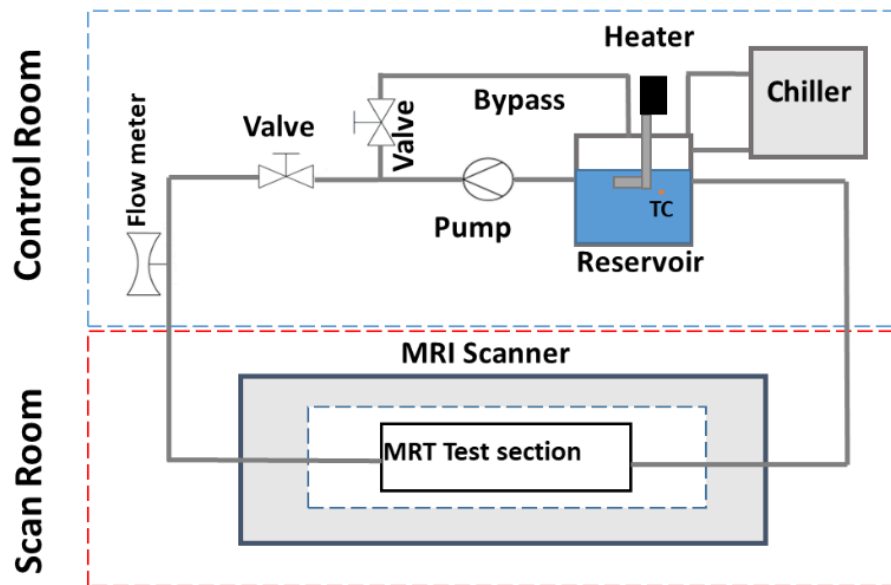 Control Room
Heater
Chiller
Bypass
Valve
Valve
Flow meter
Pump
TC
Reservoir
Scan Room
MRI Scanner
MRT Test section